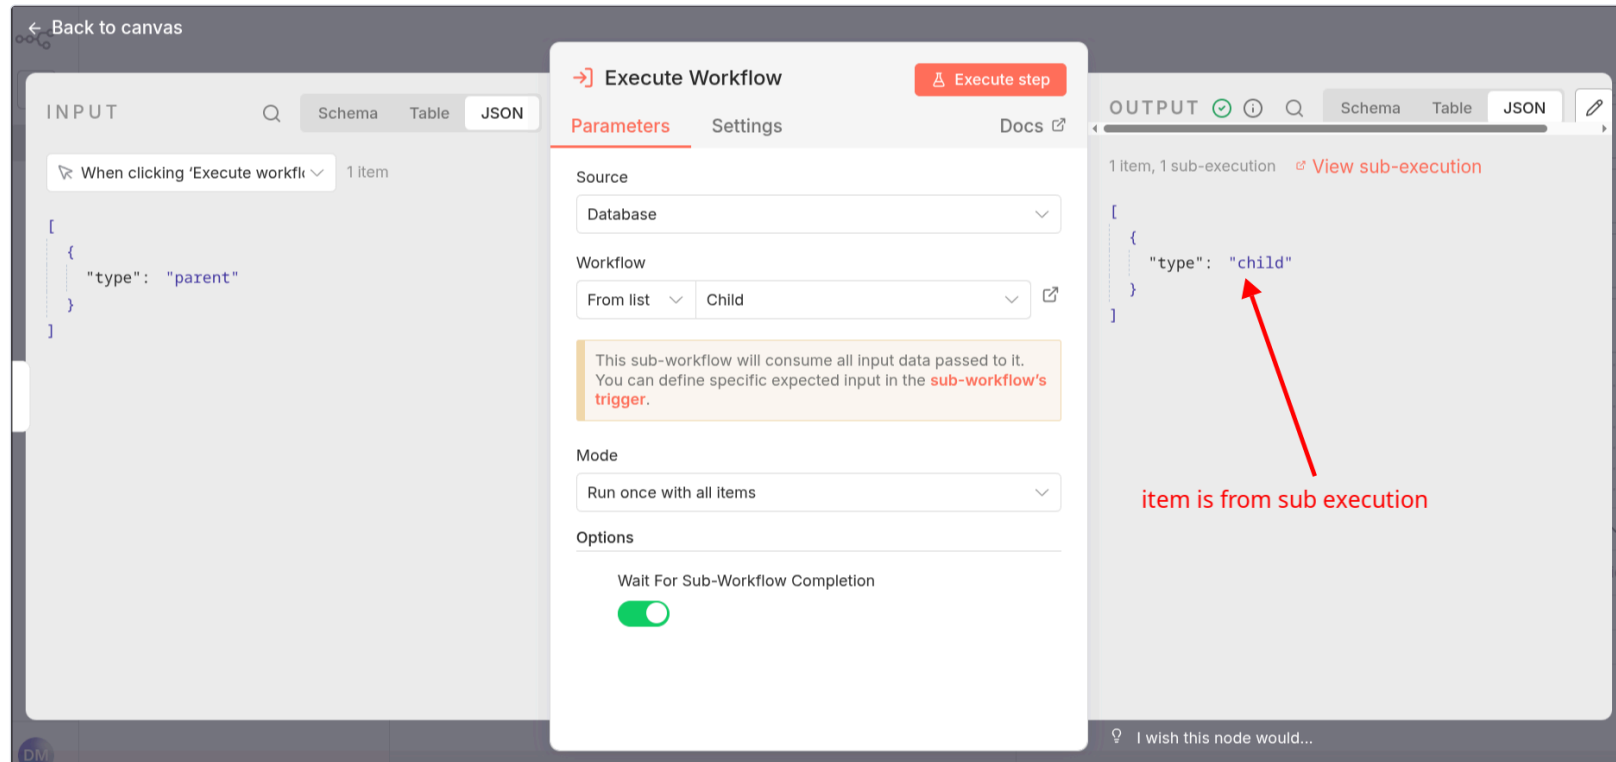 Back to canvas
INPUT
Schema
Table
JSON
When clicking ‘Execute workfl
1 item
[
{
"type": "parent"
}
]
Execute Workflow
Execute step
Parameters
Settings
Docs
Source
Database
Workflow
From list
Child
This sub-workflow will consume all input data passed to it.
You can define specific expected input in the sub-workflow’s
trigger.
Mode
Run once with all items
Options
Wait For Sub-Workflow Completion
OUTPUT
Schema
Table
JSON
1 item, 1 sub-execution
View sub-execution
[
{
"type": "child"
}
]
item is from sub execution
I wish this node would...
DM